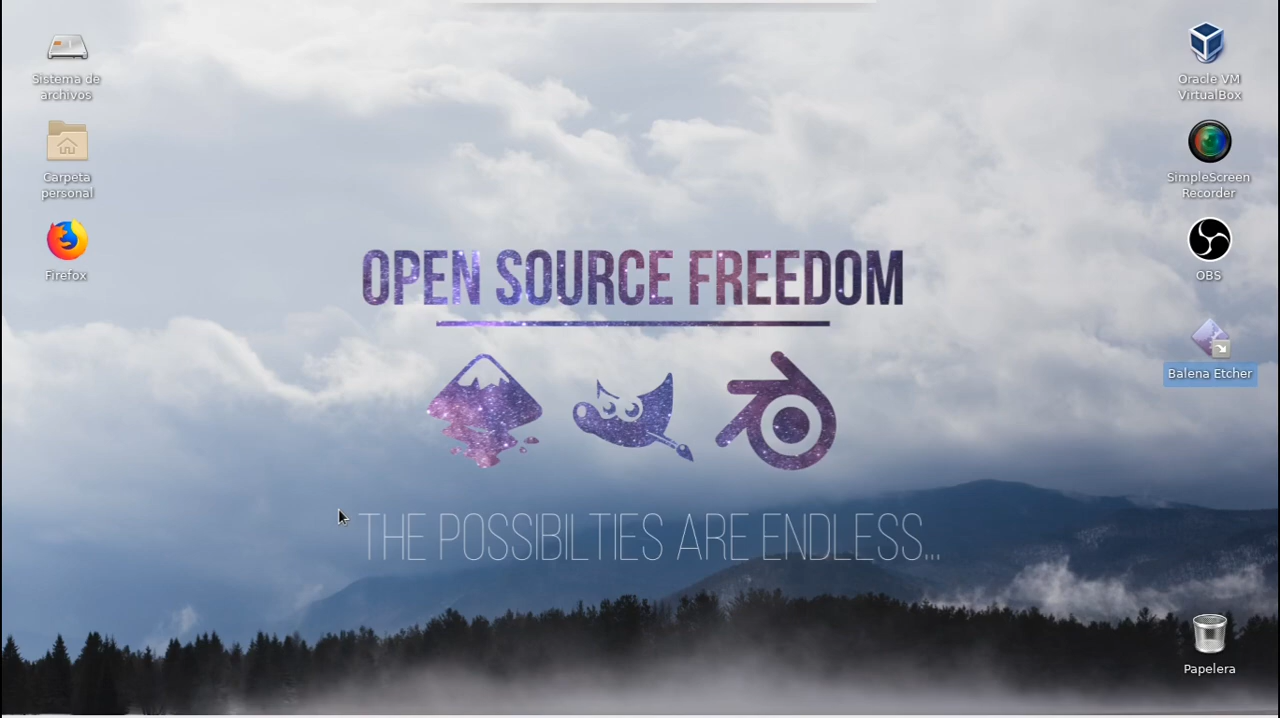 Sistema de
archivos
Carpeta
personal
Firefox
OPEN SOURCE FREEDOM
THE POSSIBILTIES ARE ENDLESS...
Oracle VM
VirtualBox
SimpleScreen
Recorder
OBS
Balena Etcher
Papelera